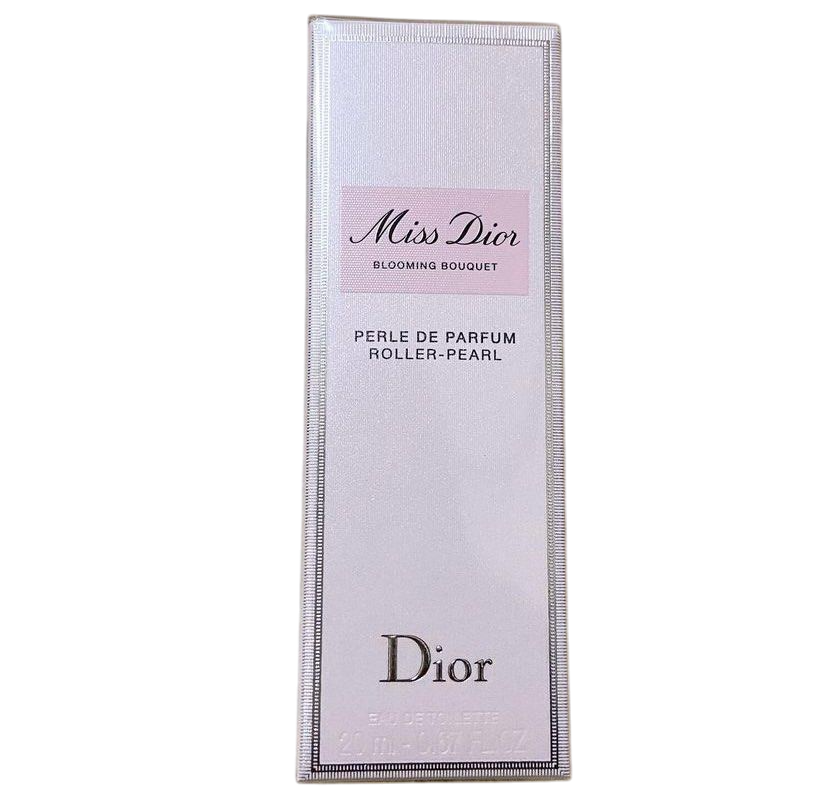 Miss Dior
BLOOMING BOUQUET
PERLE DE PARFUM
ROLLER-PEARL
Dior
EAU DE TOILETTE
20 ml - 0.67 FL.OZ